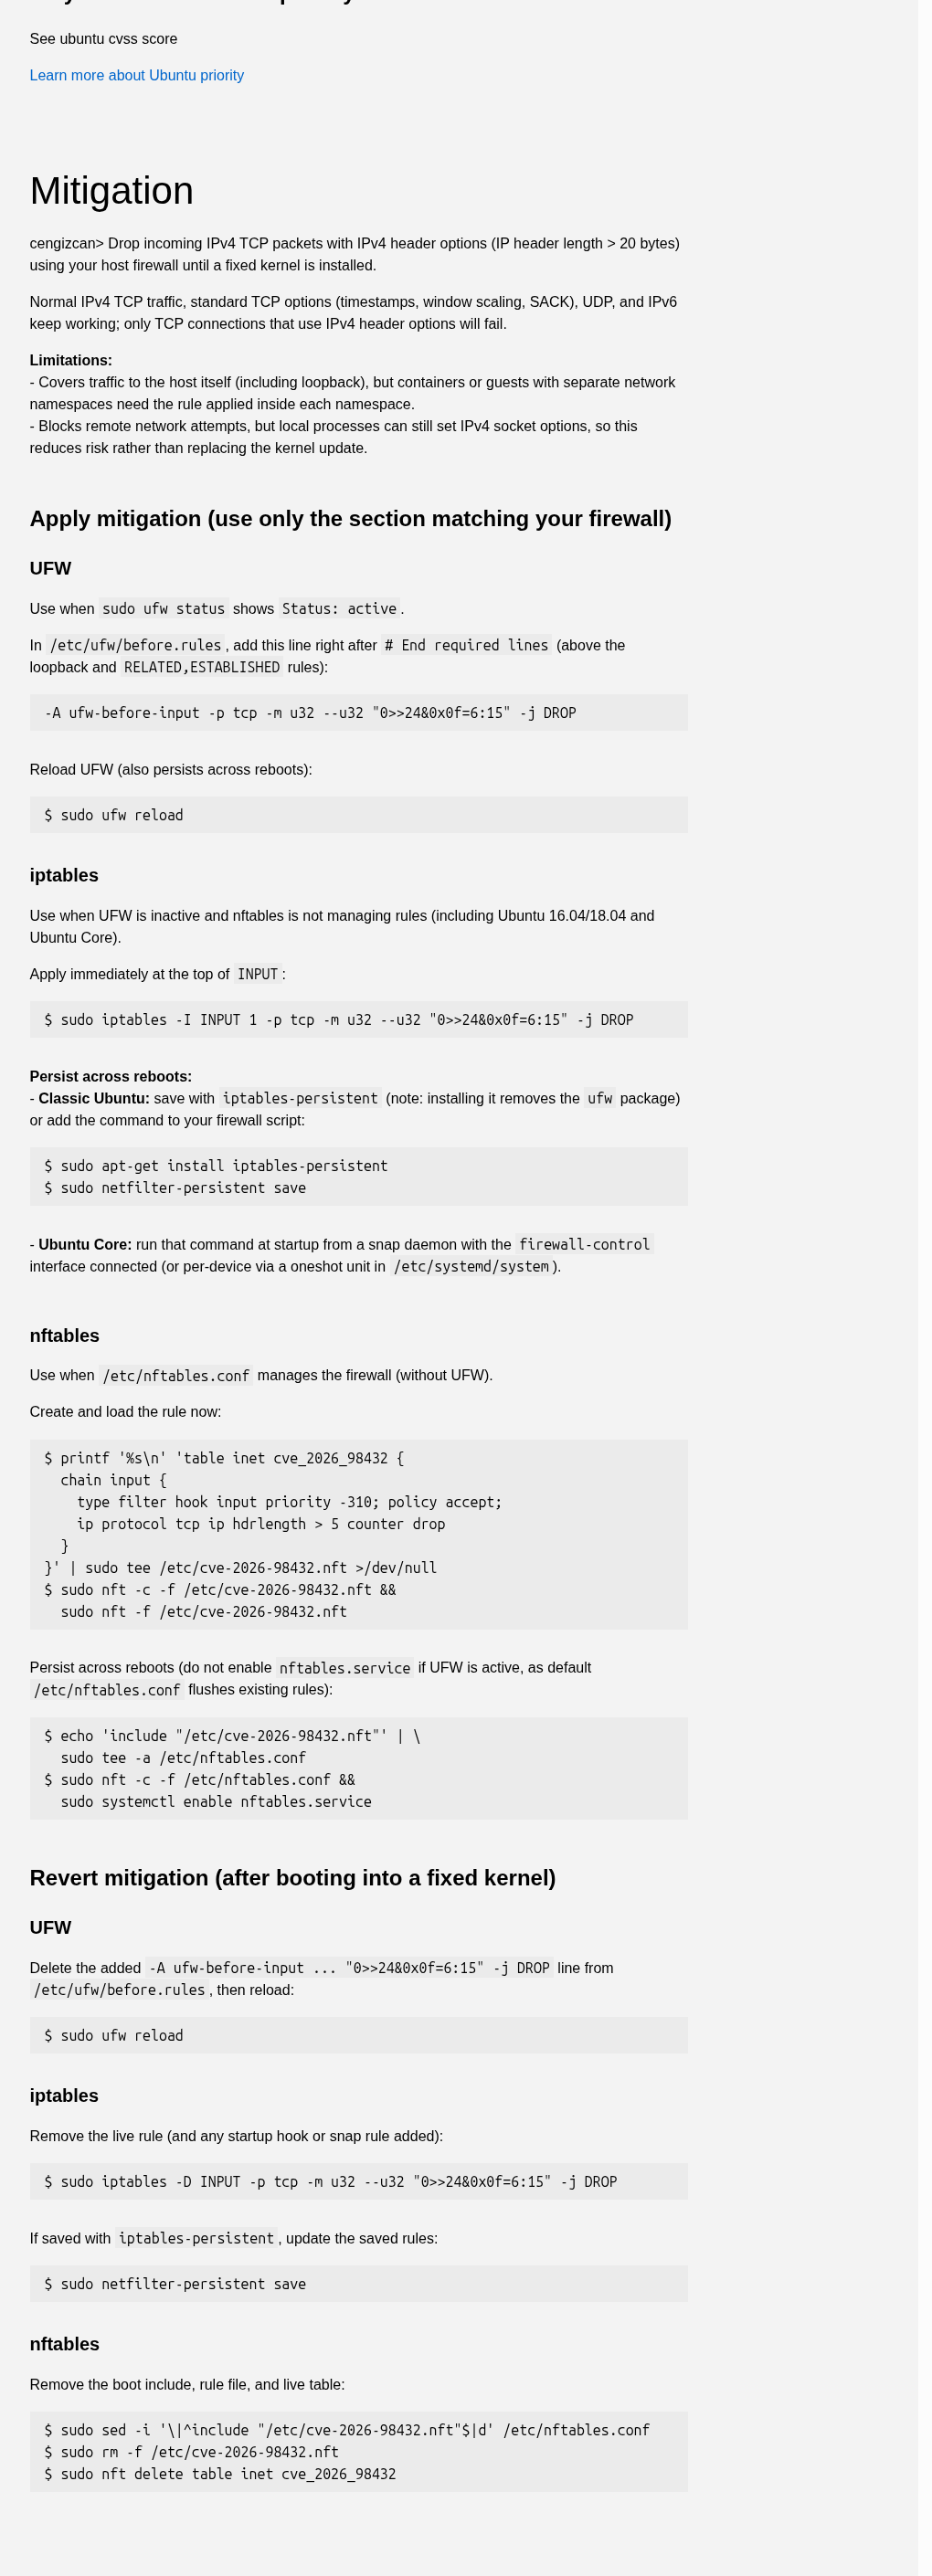 See ubuntu cvss score
Learn more about Ubuntu priority
Mitigation
cengizcan> Drop incoming IPv4 TCP packets with IPv4 header options (IP header length > 20 bytes)
using your host firewall until a fixed kernel is installed.
Normal IPv4 TCP traffic, standard TCP options (timestamps, window scaling, SACK), UDP, and IPv6
keep working; only TCP connections that use IPv4 header options will fail.
Limitations:
- Covers traffic to the host itself (including loopback), but containers or guests with separate network
namespaces need the rule applied inside each namespace.
- Blocks remote network attempts, but local processes can still set IPv4 socket options, so this
reduces risk rather than replacing the kernel update.
Apply mitigation (use only the section matching your firewall)
UFW
Use when sudo ufw status shows Status: active.
In /etc/ufw/before.rules, add this line right after # End required lines (above the
loopback and RELATED,ESTABLISHED rules):
-A ufw-before-input -p tcp -m u32 --u32 "0>>24&0x0f=6:15" -j DROP
Reload UFW (also persists across reboots):
$ sudo ufw reload
iptables
Use when UFW is inactive and nftables is not managing rules (including Ubuntu 16.04/18.04 and
Ubuntu Core).
Apply immediately at the top of INPUT:
$ sudo iptables -I INPUT 1 -p tcp -m u32 --u32 "0>>24&0x0f=6:15" -j DROP
Persist across reboots:
- Classic Ubuntu: save with iptables-persistent (note: installing it removes the ufw package)
or add the command to your firewall script:
$ sudo apt-get install iptables-persistent
$ sudo netfilter-persistent save
- Ubuntu Core: run that command at startup from a snap daemon with the firewall-control
interface connected (or per-device via a oneshot unit in /etc/systemd/system).
nftables
Use when /etc/nftables.conf manages the firewall (without UFW).
Create and load the rule now:
$ printf '%s\n' 'table inet cve_2026_98432 {
  chain input {
    type filter hook input priority -310; policy accept;
    ip protocol tcp ip hdrlength > 5 counter drop
  }
}' | sudo tee /etc/cve-2026-98432.nft >/dev/null
$ sudo nft -c -f /etc/cve-2026-98432.nft &&
  sudo nft -f /etc/cve-2026-98432.nft
Persist across reboots (do not enable nftables.service if UFW is active, as default
/etc/nftables.conf flushes existing rules):
$ echo 'include "/etc/cve-2026-98432.nft"' | \
  sudo tee -a /etc/nftables.conf
$ sudo nft -c -f /etc/nftables.conf &&
  sudo systemctl enable nftables.service
Revert mitigation (after booting into a fixed kernel)
UFW
Delete the added -A ufw-before-input ... "0>>24&0x0f=6:15" -j DROP line from
/etc/ufw/before.rules, then reload:
$ sudo ufw reload
iptables
Remove the live rule (and any startup hook or snap rule added):
$ sudo iptables -D INPUT -p tcp -m u32 --u32 "0>>24&0x0f=6:15" -j DROP
If saved with iptables-persistent, update the saved rules:
$ sudo netfilter-persistent save
nftables
Remove the boot include, rule file, and live table:
$ sudo sed -i '\|^include "/etc/cve-2026-98432.nft"$|d' /etc/nftables.conf
$ sudo rm -f /etc/cve-2026-98432.nft
$ sudo nft delete table inet cve_2026_98432